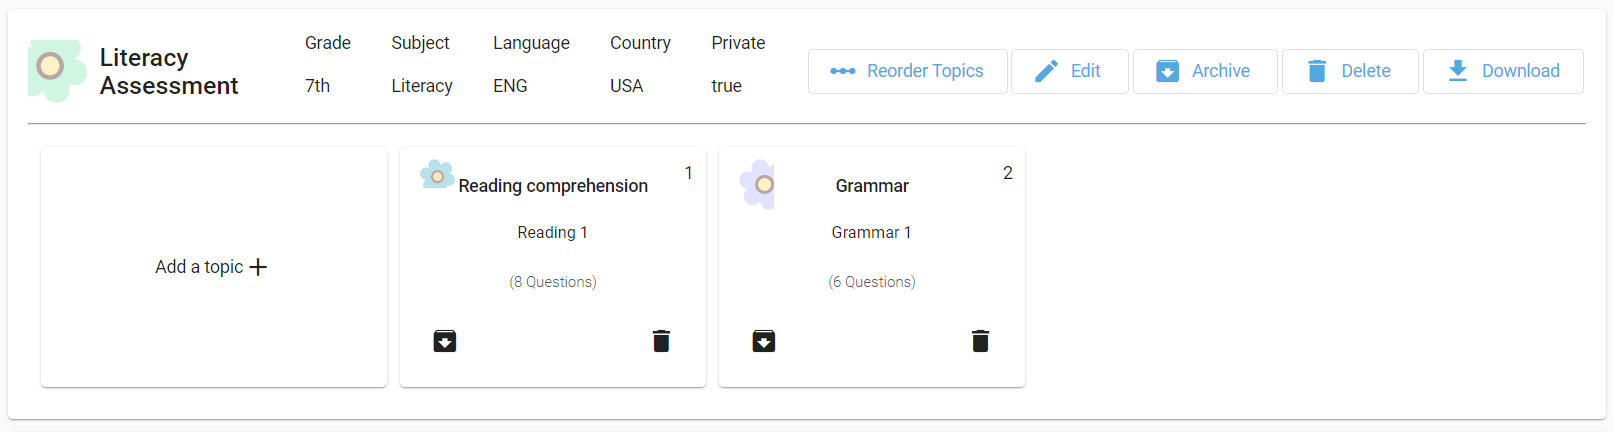 Literacy
Assessment
Grade Subject Language Country Private
7th Literacy ENG USA true
Reorder Topics Edit Archive Delete Download
Add a topic
1
Reading comprehension
Reading 1
(8 Questions)
2
Grammar
Grammar 1
(6 Questions)